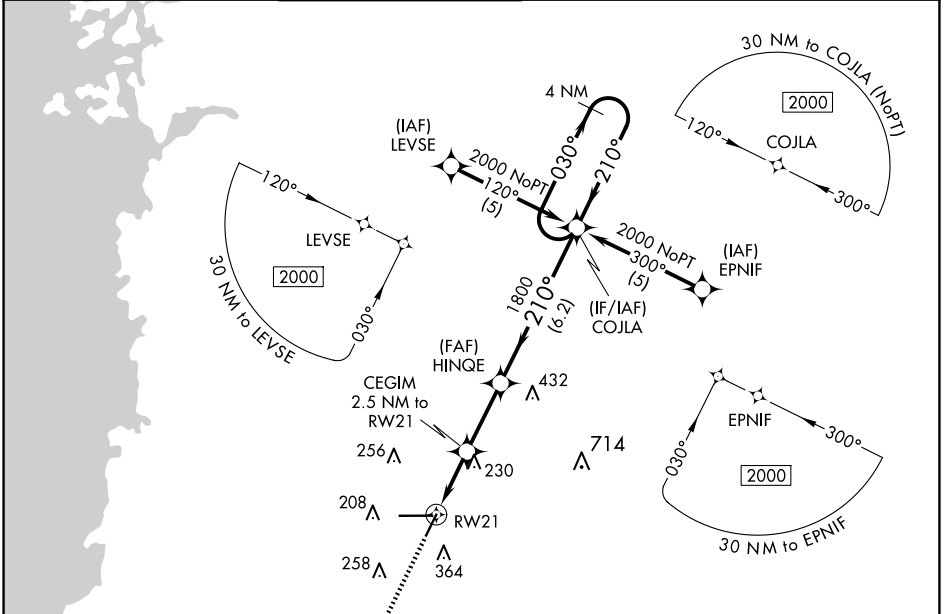 30 NM to COJLA (NoPT)
2000
120°
COJLA
300°
4 NM
030°
210°
(IAF)
LEVSE
2000 NoPT
120°
(5)
2000 NoPT
300°
(5)
(IAF)
EPNIF
(IF/IAF)
COJLA
120°
LEVSE
2000
030°
30 NM to LEVSE
1800
210°
(6.2)
(FAF)
HINQE
432
CEGIM
2.5 NM to
RW21
256
230
714
208
RW21
258
364
EPNIF
300°
030°
2000
30 NM to EPNIF